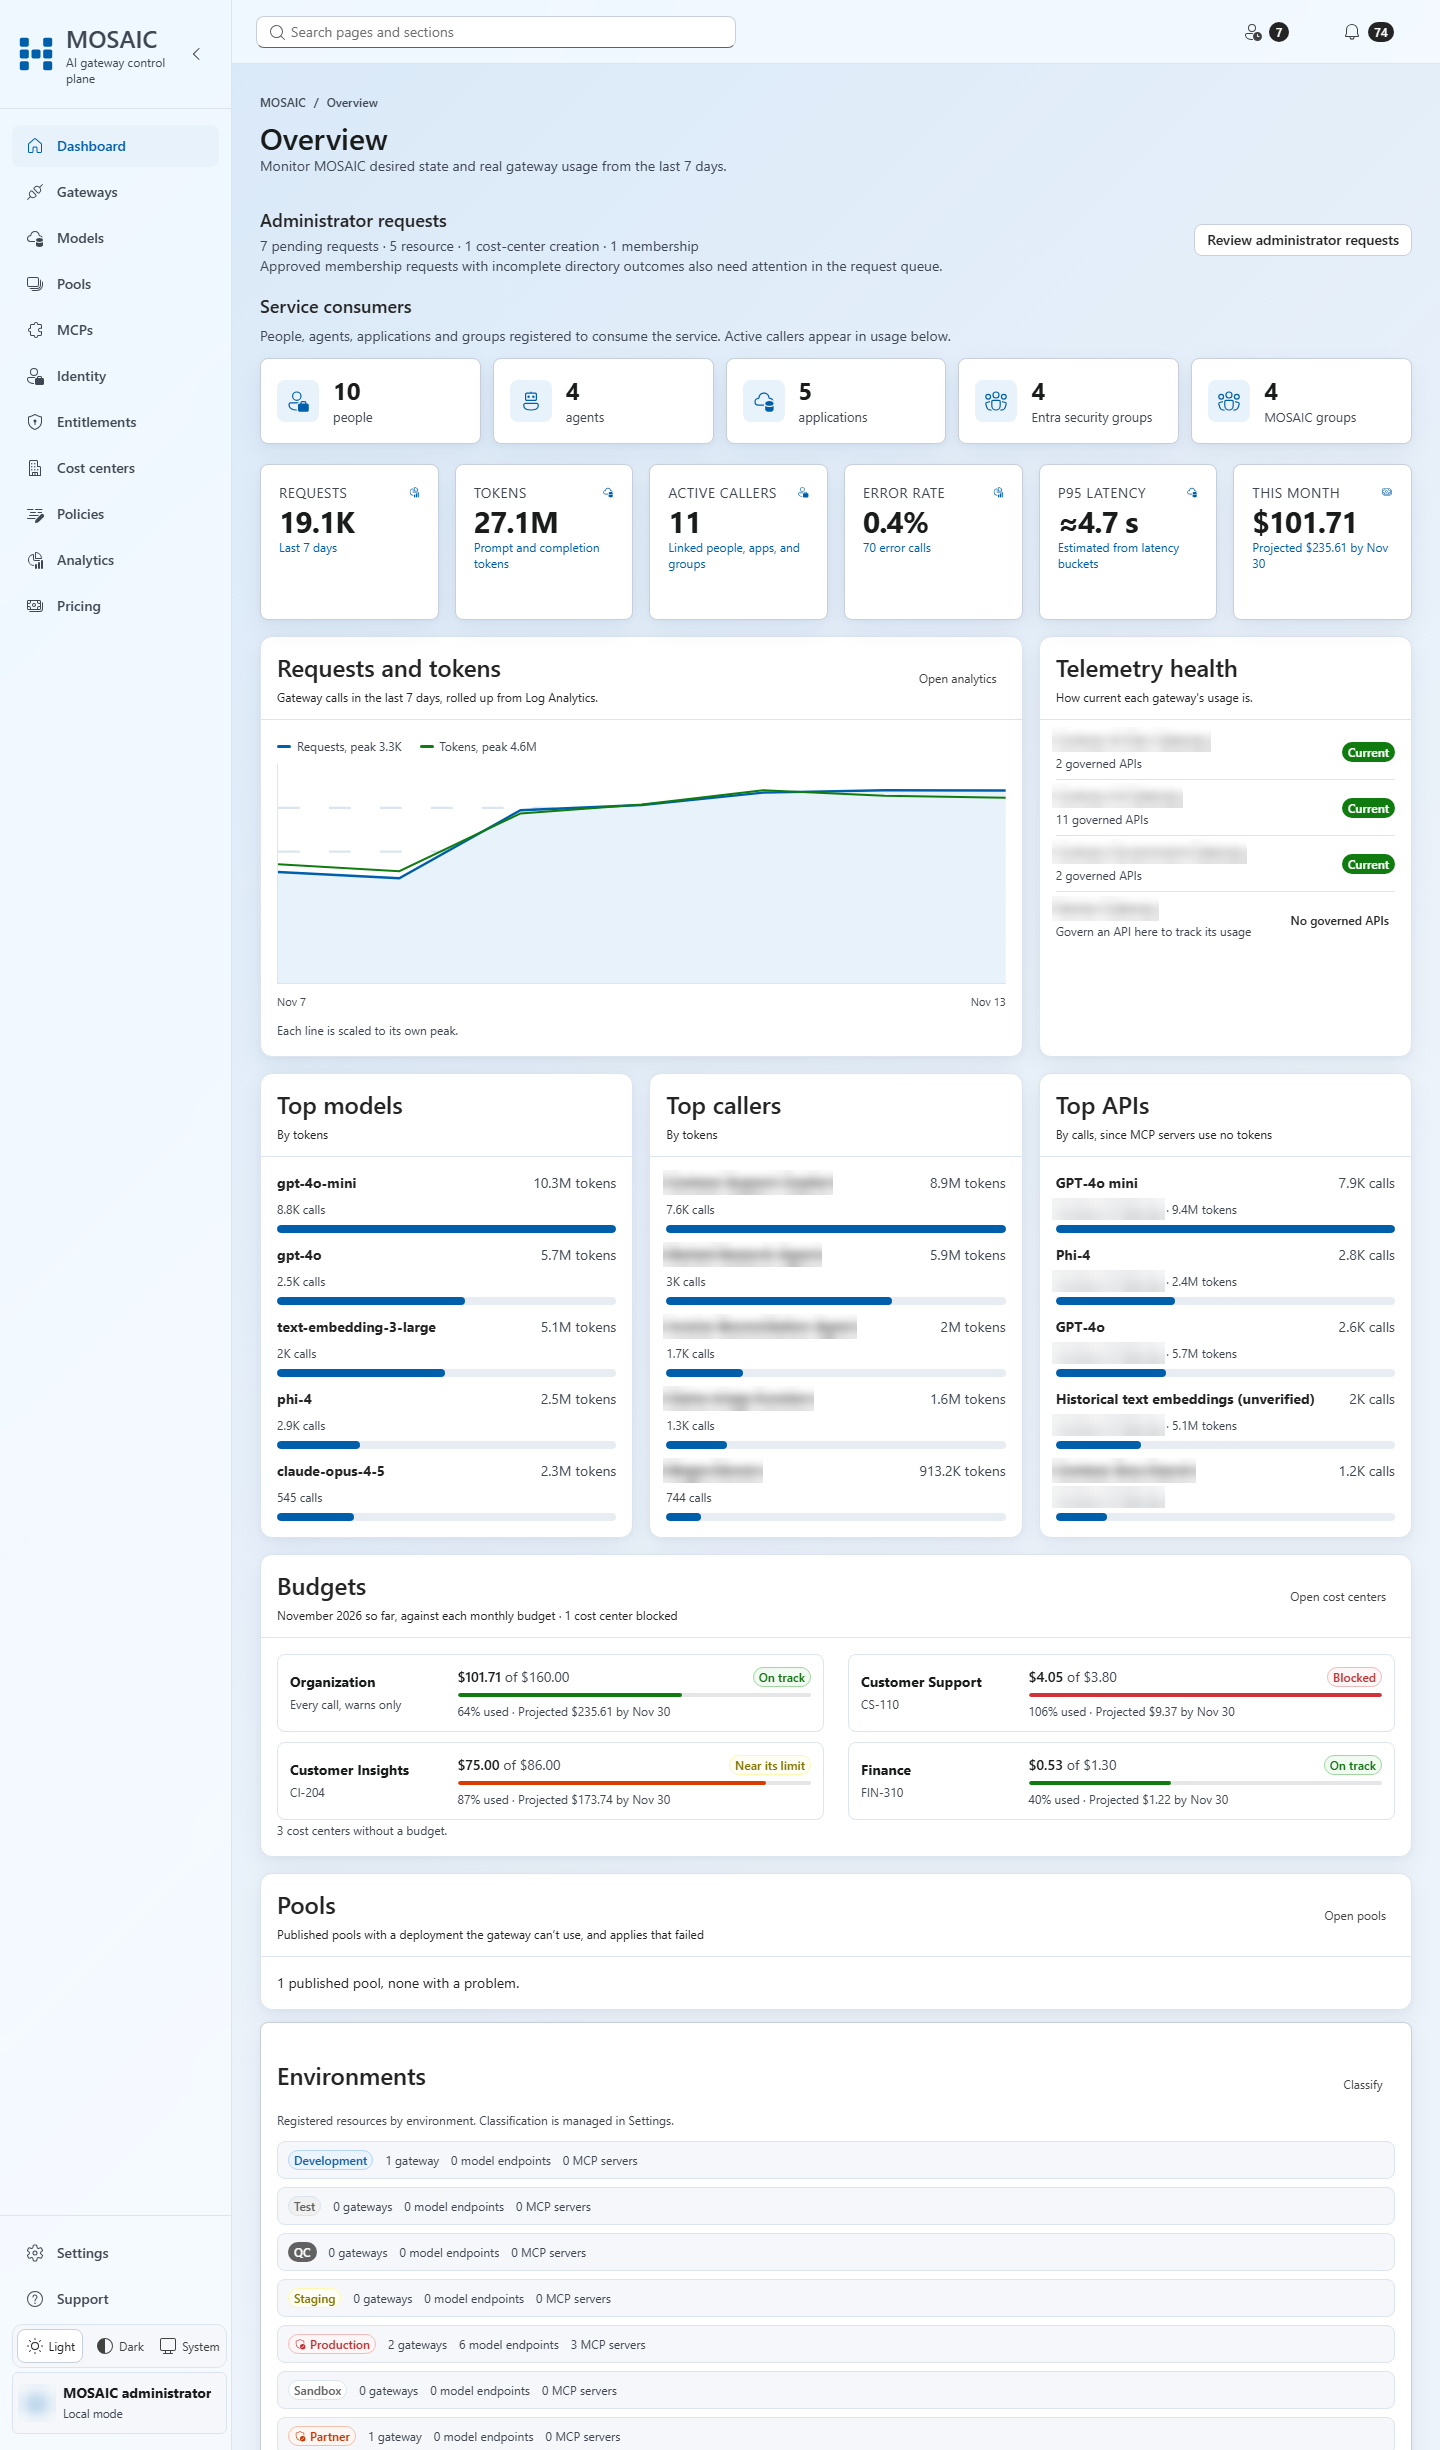 MOSAIC
AI gateway control
plane
Search pages and sections
7
74
Dashboard
Gateways
Models
Pools
MCPs
Identity
Entitlements
Cost centers
Policies
Analytics
Pricing
Settings
Support
Light
Dark
System
MOSAIC administrator
Local mode
MOSAIC / Overview
Overview
Monitor MOSAIC desired state and real gateway usage from the last 7 days.
Administrator requests
7 pending requests · 5 resource · 1 cost-center creation · 1 membership
Approved membership requests with incomplete directory outcomes also need attention in the request queue.
Review administrator requests
Service consumers
People, agents, applications and groups registered to consume the service. Active callers appear in usage below.
10
people
4
agents
5
applications
4
Entra security groups
4
MOSAIC groups
REQUESTS
19.1K
Last 7 days
TOKENS
27.1M
Prompt and completion
tokens
ACTIVE CALLERS
11
Linked people, apps, and
groups
ERROR RATE
0.4%
70 error calls
P95 LATENCY
≈4.7 s
Estimated from latency
buckets
THIS MONTH
$101.71
Projected $235.61 by Nov
30
Requests and tokens
Gateway calls in the last 7 days, rolled up from Log Analytics.
Open analytics
Requests, peak 3.3K
Tokens, peak 4.6M
Nov 7
Nov 13
Each line is scaled to its own peak.
Telemetry health
How current each gateway's usage is.
2 governed APIs
Current
11 governed APIs
Current
2 governed APIs
Current
Govern an API here to track its usage
No governed APIs
Top models
By tokens
gpt-4o-mini
10.3M tokens
8.8K calls
gpt-4o
5.7M tokens
2.5K calls
text-embedding-3-large
5.1M tokens
2K calls
phi-4
2.5M tokens
2.9K calls
claude-opus-4-5
2.3M tokens
545 calls
Top callers
By tokens
8.9M tokens
7.6K calls
5.9M tokens
3K calls
2M tokens
1.7K calls
1.6M tokens
1.3K calls
913.2K tokens
744 calls
Top APIs
By calls, since MCP servers use no tokens
GPT-4o mini
7.9K calls
· 9.4M tokens
Phi-4
2.8K calls
· 2.4M tokens
GPT-4o
2.6K calls
· 5.7M tokens
Historical text embeddings (unverified)
2K calls
· 5.1M tokens
1.2K calls
Budgets
November 2026 so far, against each monthly budget · 1 cost center blocked
Open cost centers
Organization
Every call, warns only
$101.71 of $160.00
On track
64% used · Projected $235.61 by Nov 30
Customer Support
CS-110
$4.05 of $3.80
Blocked
106% used · Projected $9.37 by Nov 30
Customer Insights
CI-204
$75.00 of $86.00
Near its limit
87% used · Projected $173.74 by Nov 30
Finance
FIN-310
$0.53 of $1.30
On track
40% used · Projected $1.22 by Nov 30
3 cost centers without a budget.
Pools
Published pools with a deployment the gateway can't use, and applies that failed
Open pools
1 published pool, none with a problem.
Environments
Classify
Registered resources by environment. Classification is managed in Settings.
Development 1 gateway 0 model endpoints 0 MCP servers
Test 0 gateways 0 model endpoints 0 MCP servers
QC 0 gateways 0 model endpoints 0 MCP servers
Staging 0 gateways 0 model endpoints 0 MCP servers
Production 2 gateways 6 model endpoints 3 MCP servers
Sandbox 0 gateways 0 model endpoints 0 MCP servers
Partner 1 gateway 0 model endpoints 0 MCP servers